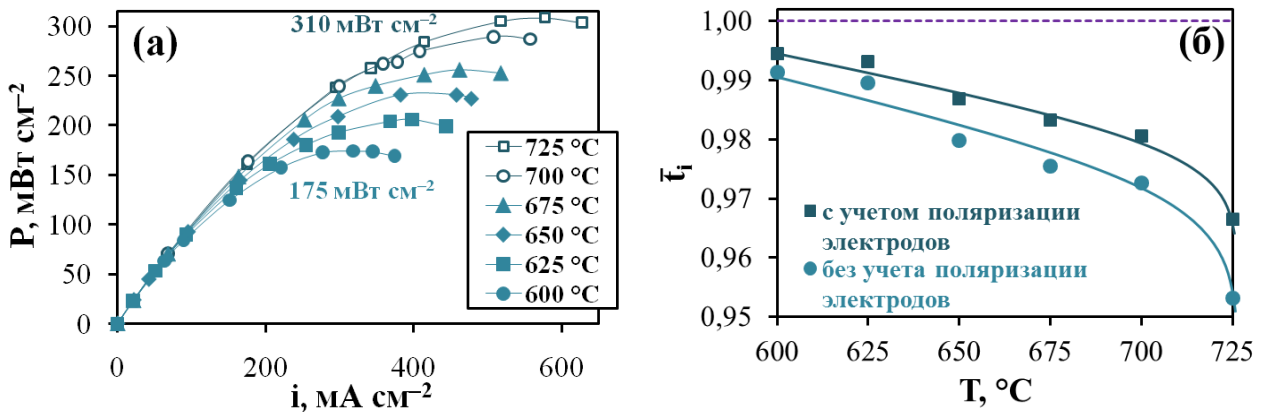 (а)
310 мВт см⁻²
P, мВт см⁻²
350
300
250
200
150
100
50
0
175 мВт см⁻²
725 °C
700 °C
675 °C
650 °C
625 °C
600 °C
0
200
400
600
i, мА см⁻²
(б)
t̄ᵢ
1,00
0,99
0,98
0,97
0,96
0,95
с учетом поляризации
электродов
без учета поляризации
электродов
600
625
650
675
700
725
T, °C